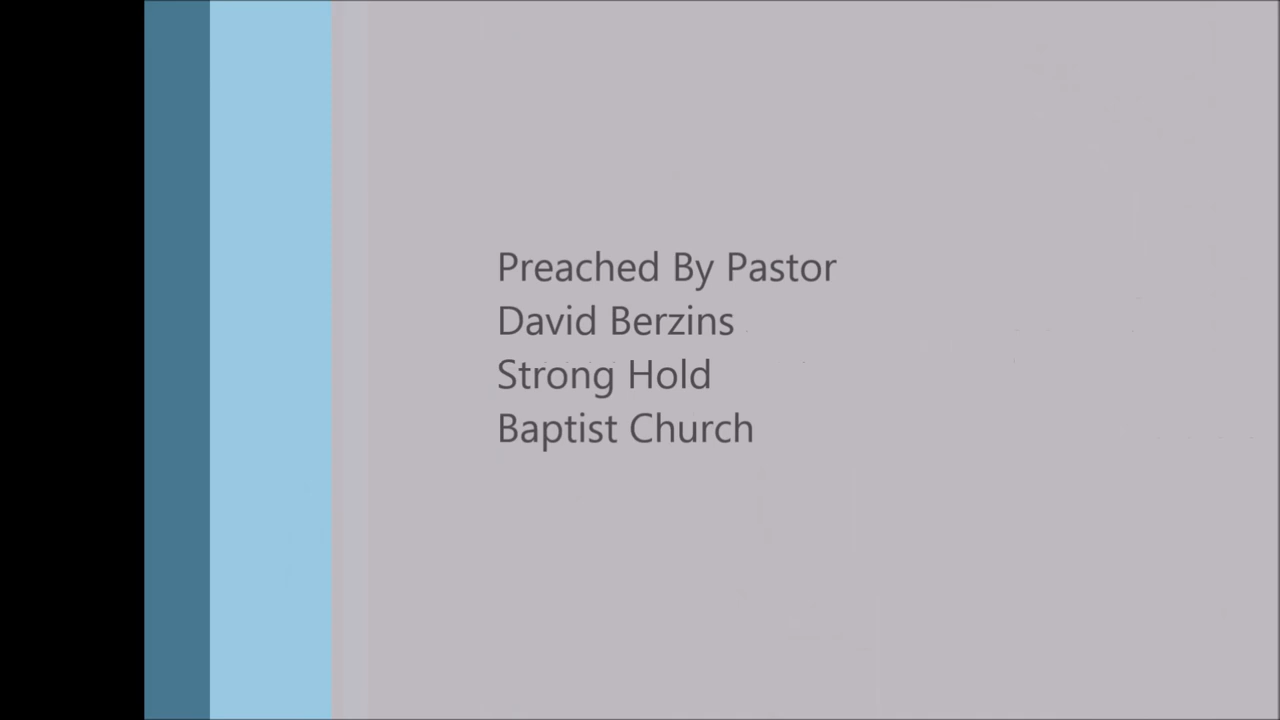 Preached By Pastor
David Berzins
Strong Hold
Baptist Church